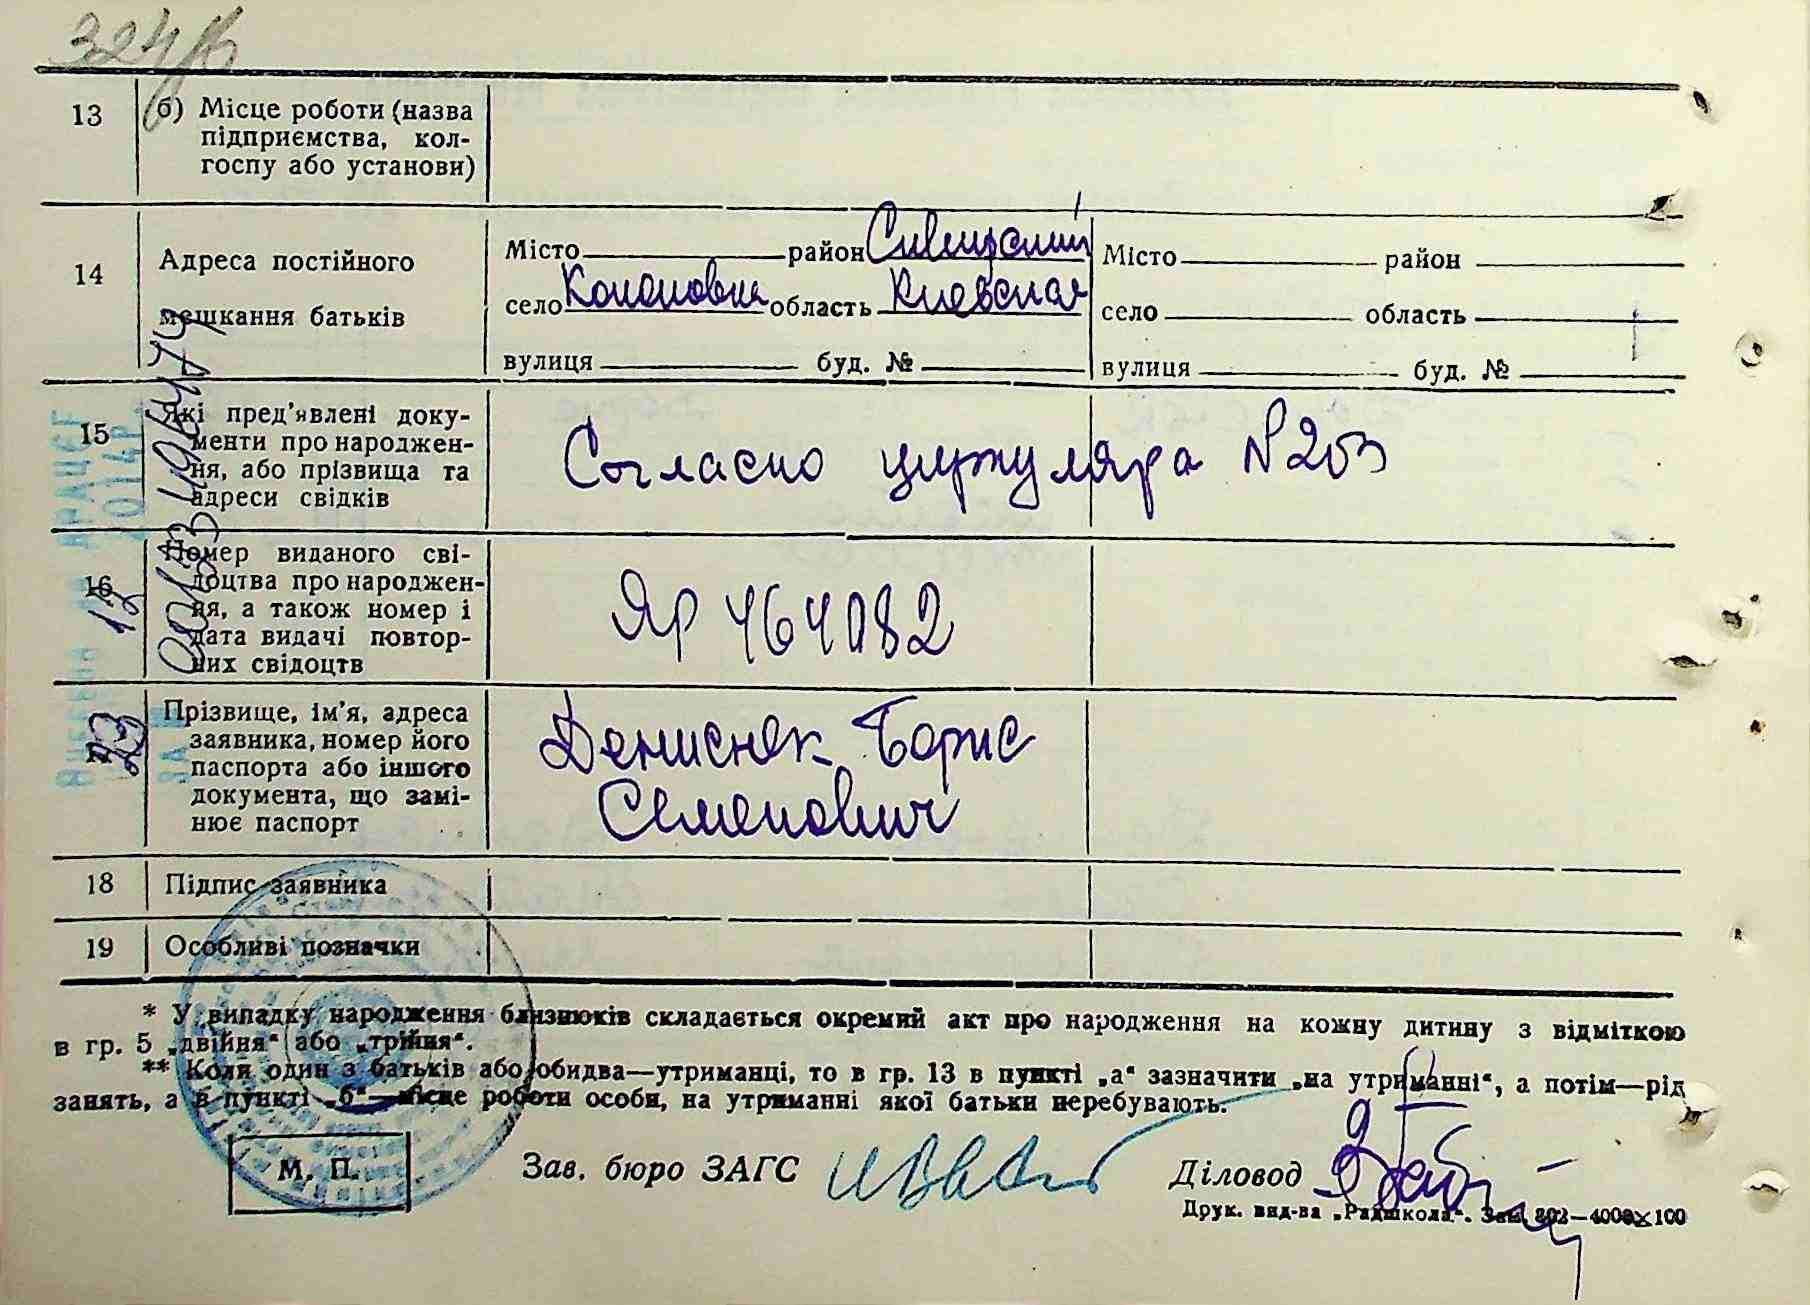 13 б) Місце роботи (назва
підприємства, кол-
госпу або установи)
14 Адреса постійного
мешкання батьків
Місто район
село Кононовка область Киевская
вулиця буд. №
Місто район
село область
вулиця буд. №
15 Які пред'явлені доку-
менти про народжен-
ня, або прізвища та
адреси свідків
Согласно циркуляра N 203
16 Номер виданого сві-
доцтва про народжен-
ня, а також номер і
дата видачі повтор-
них свідоцтв
Яр 464082
Прізвище, ім'я, адреса
заявника, номер його
паспорта або іншого
документа, що замі-
нює паспорт
Денисюк Борис
Семенович
18 Підпис заявника
19 Особливі позначки
* У випадку народження близнюків складається окремий акт про народження на кожну дитину з відміткою
в гр. 5 „двійня“ або „трійня“.
** Коли один з батьків або обидва—утриманці, то в гр. 13 в пункті „а“ зазначити „на утриманні“, а потім—рід
занять, а в пункті „б“—місце роботи особи, на утриманні якої батьки перебувають.
М. П.
Зав. бюро ЗАГС
Діловод
Друк. вид-ва „Радшкола“. Зам. 802—4000×100